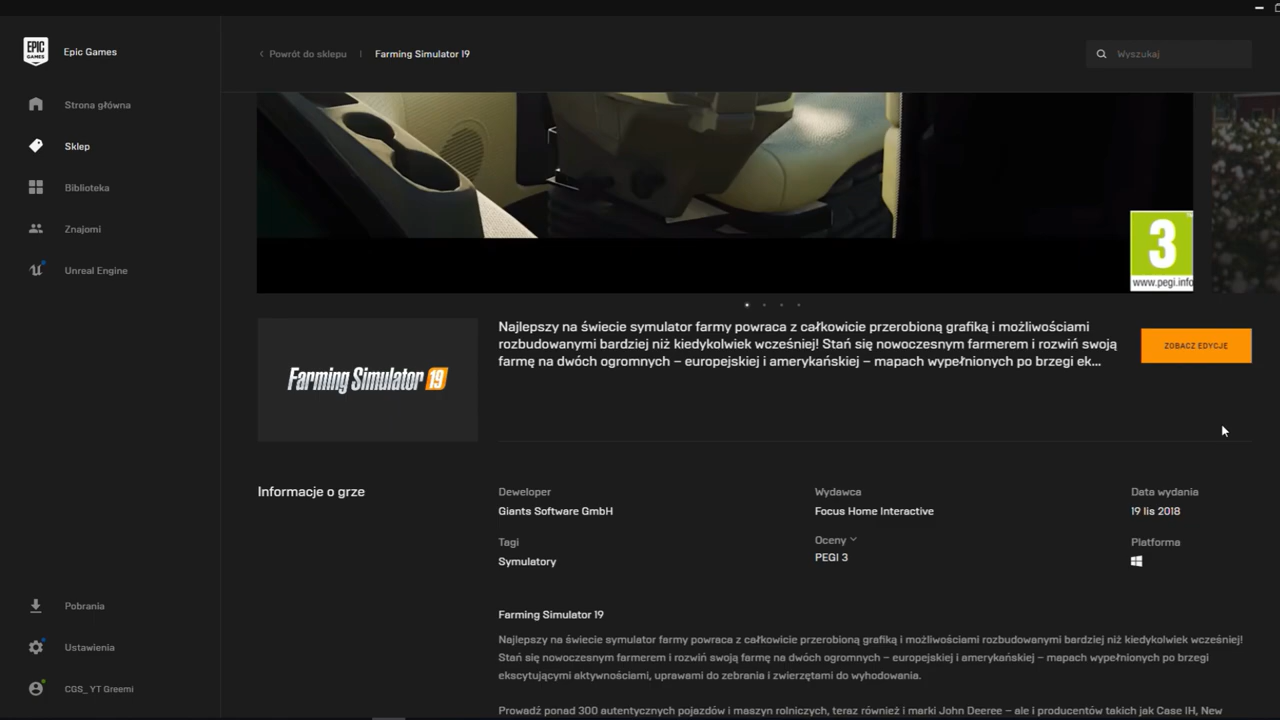 EPIC
GAMES
Epic Games
Powrót do sklepu
Farming Simulator 19
Wyszukaj
Strona główna
Sklep
Biblioteka
Znajomi
Unreal Engine
3
www.pegi.info
Farming Simulator 19
Najlepszy na świecie symulator farmy powraca z całkowicie przerobioną grafiką i możliwościami
rozbudowanymi bardziej niż kiedykolwiek wcześniej! Stań się nowoczesnym farmerem i rozwiń swoją
farmę na dwóch ogromnych – europejskiej i amerykańskiej – mapach wypełnionych po brzegi ek...
ZOBACZ EDYCJE
Informacje o grze
Deweloper
Giants Software GmbH
Wydawca
Focus Home Interactive
Data wydania
19 lis 2018
Tagi
Symulatory
Oceny
PEGI 3
Platforma
Farming Simulator 19
Najlepszy na świecie symulator farmy powraca z całkowicie przerobioną grafiką i możliwościami rozbudowanymi bardziej niż kiedykolwiek wcześniej!
Stań się nowoczesnym farmerem i rozwiń swoją farmę na dwóch ogromnych – europejskiej i amerykańskiej – mapach wypełnionych po brzegi
ekscytującymi aktywnościami, uprawami do zebrania i zwierzętami do wyhodowania.
Prowadź ponad 300 autentycznych pojazdów i maszyn rolniczych, teraz również i marki John Deeree – ale i producentów takich jak Case IH, New
Pobrania
Ustawienia
CGS_ YT Greemi